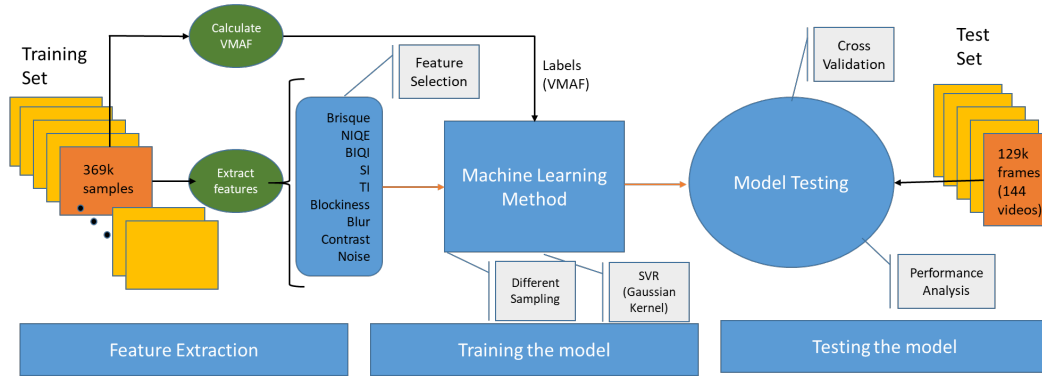 Training
Set
369k
samples
Calculate
VMAF
Extract
features
Feature
Selection
Brisque
NIQE
BIQI
SI
TI
Blockiness
Blur
Contrast
Noise
Labels
(VMAF)
Machine Learning
Method
Different
Sampling
SVR
(Gaussian
Kernel)
Cross
Validation
Model Testing
Performance
Analysis
Test
Set
129k
frames
(144
videos)
Feature Extraction
Training the model
Testing the model